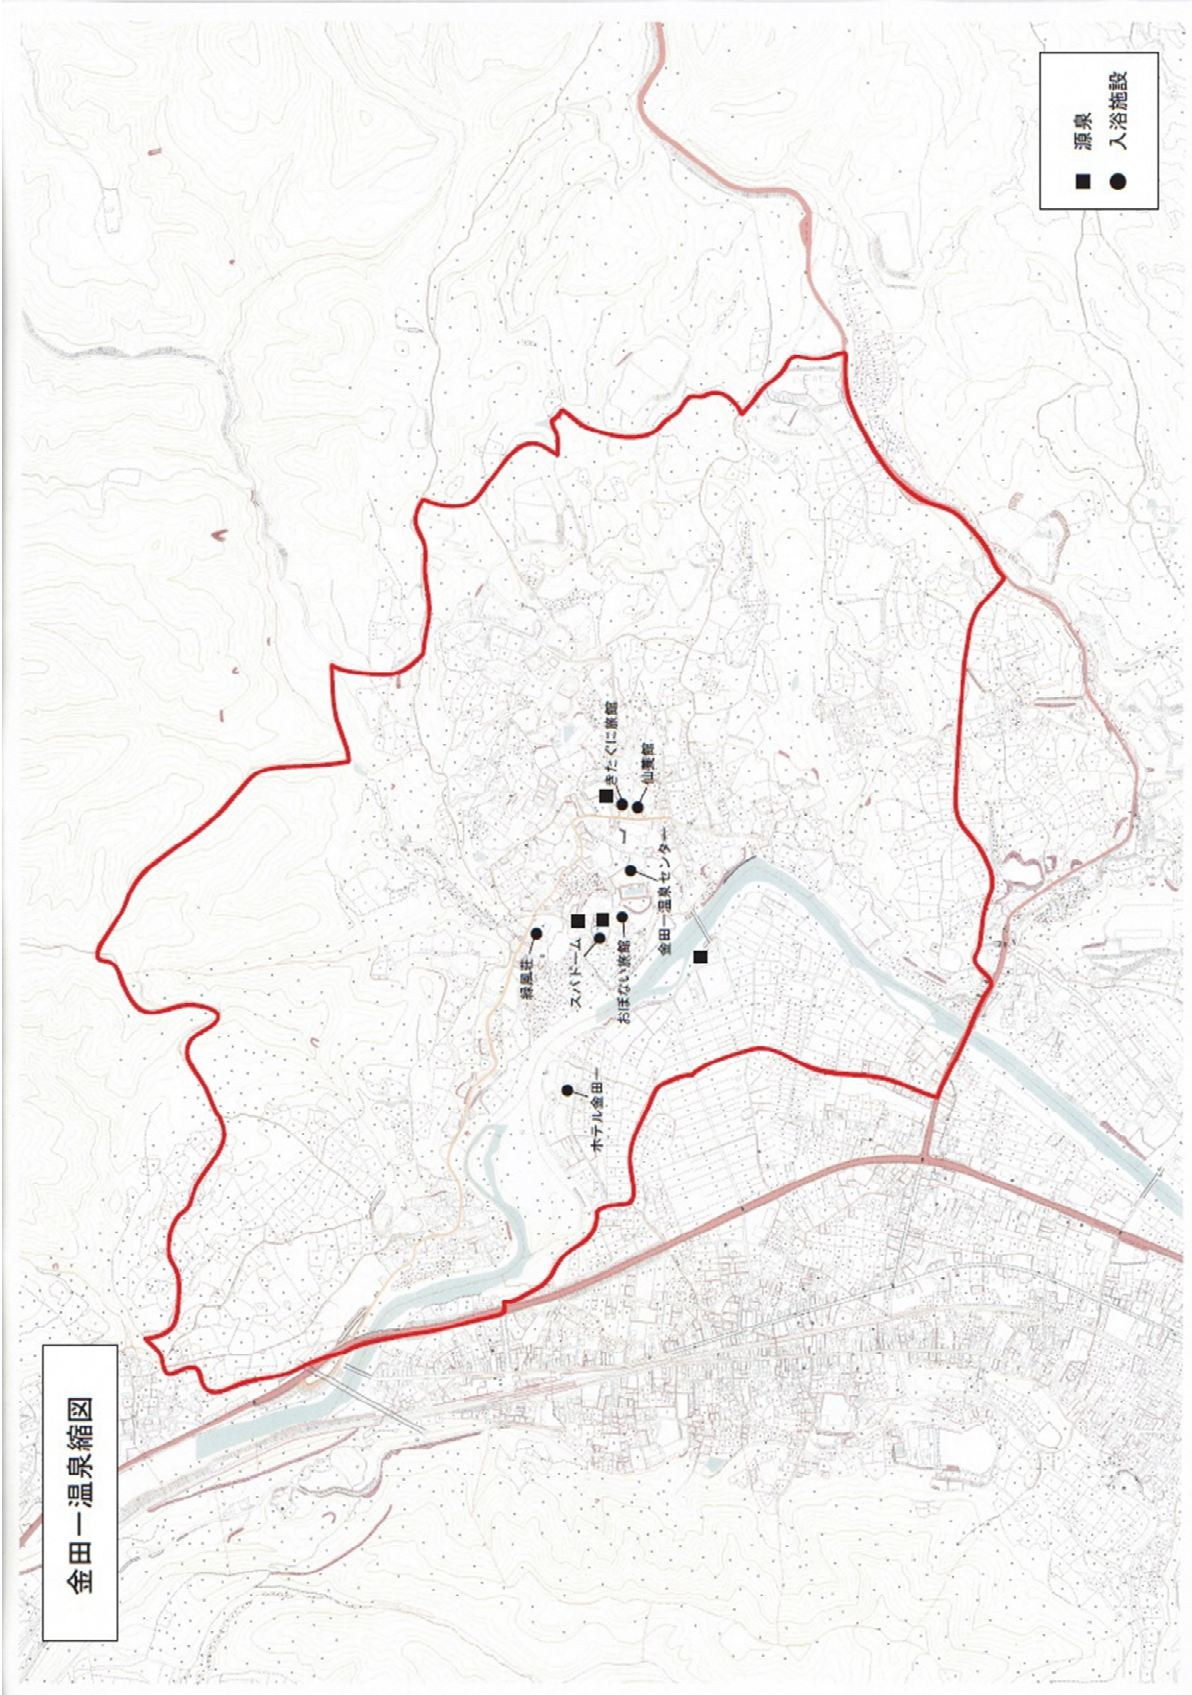 金田一温泉縮図
■ 源泉
● 入浴施設
緑風荘
スパドーム
おぼない旅館
ホテル金田一
金田一温泉センター
きたぐに旅館
仙養館